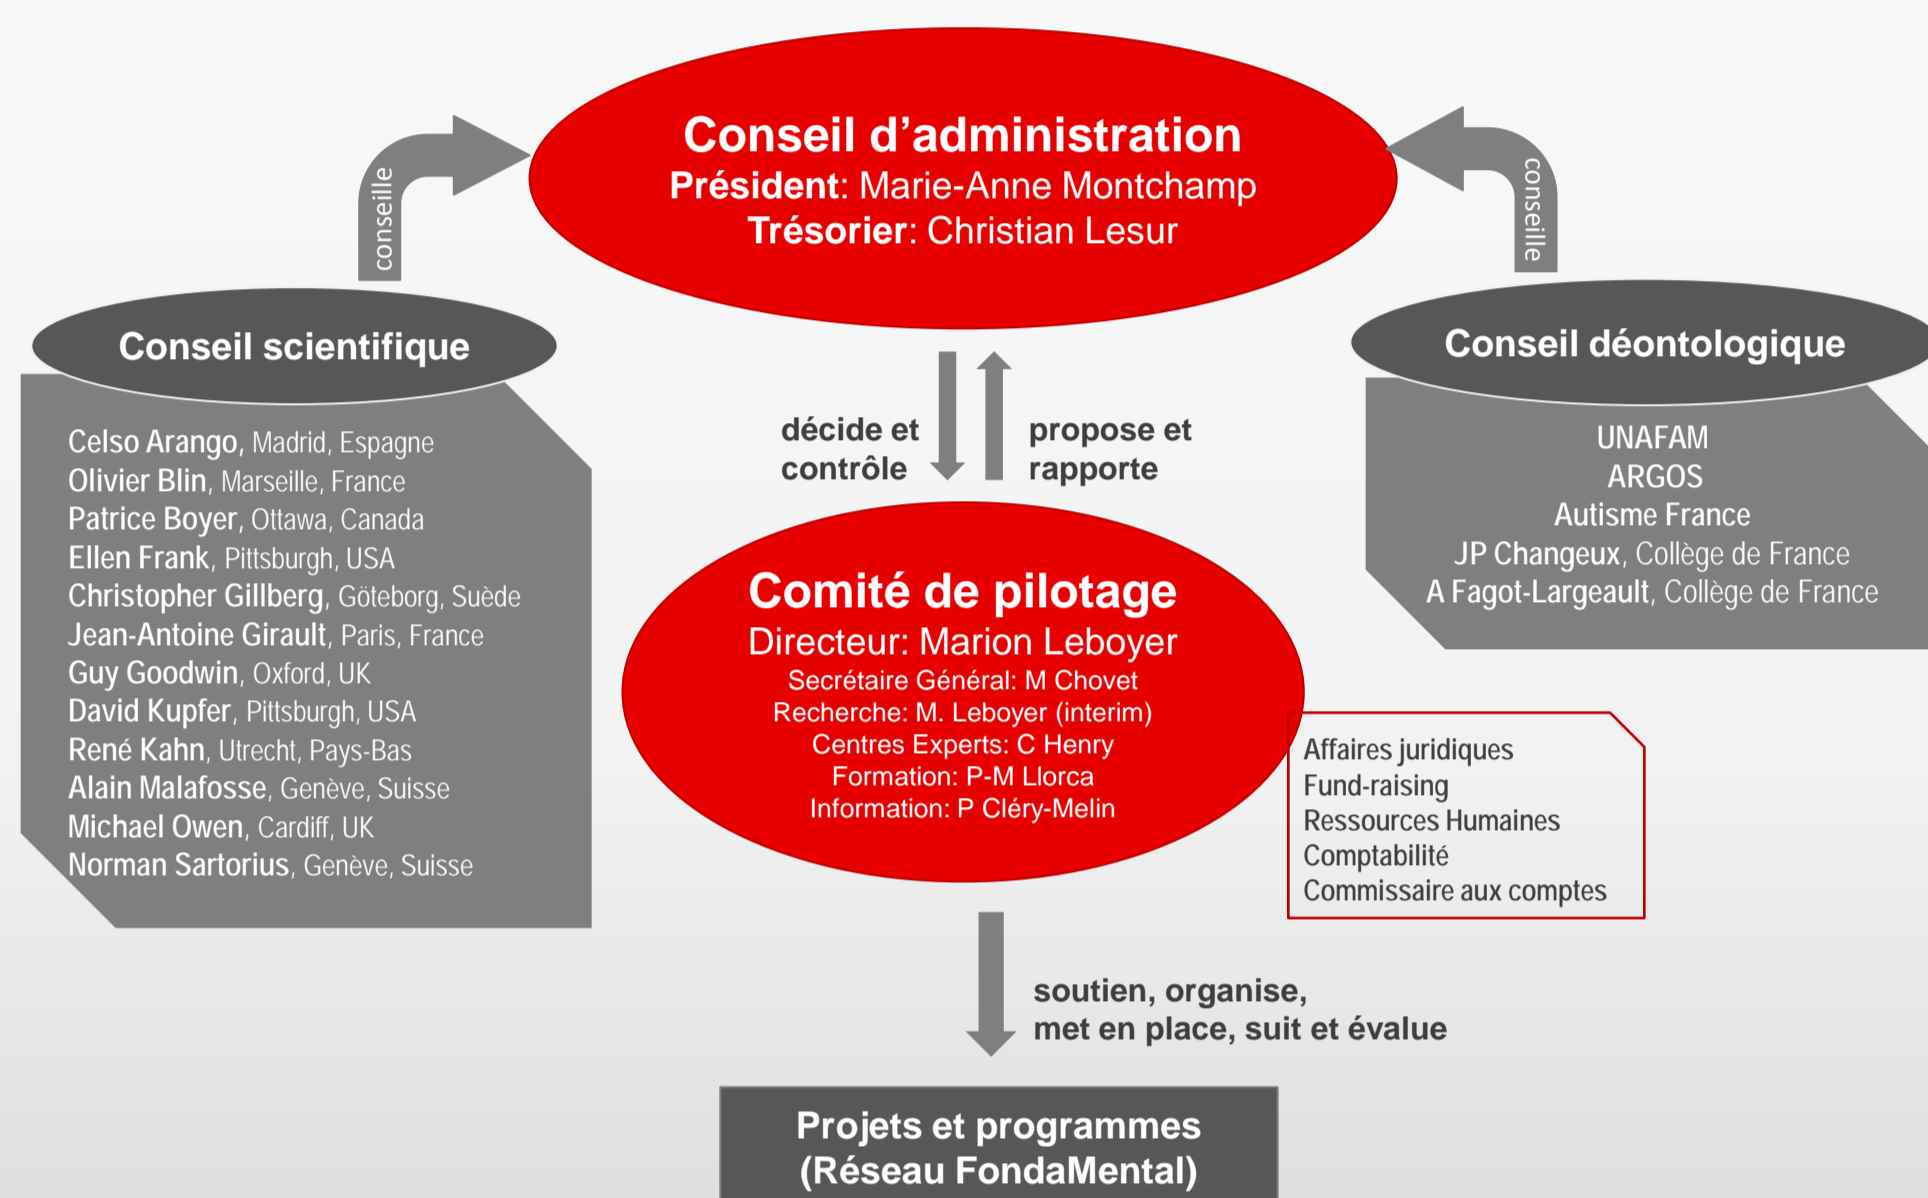 Conseil d’administration
Président: Marie-Anne Montchamp
Trésorier: Christian Lesur
conseille
conseille
Conseil scientifique
Celso Arango, Madrid, Espagne
Olivier Blin, Marseille, France
Patrice Boyer, Ottawa, Canada
Ellen Frank, Pittsburgh, USA
Christopher Gillberg, Göteborg, Suède
Jean-Antoine Girault, Paris, France
Guy Goodwin, Oxford, UK
David Kupfer, Pittsburgh, USA
René Kahn, Utrecht, Pays-Bas
Alain Malafosse, Genève, Suisse
Michael Owen, Cardiff, UK
Norman Sartorius, Genève, Suisse
Conseil déontologique
UNAFAM
ARGOS
Autisme France
JP Changeux, Collège de France
A Fagot-Largeault, Collège de France
décide et
contrôle
propose et
rapporte
Comité de pilotage
Directeur: Marion Leboyer
Secrétaire Général: M Chovet
Recherche: M. Leboyer (interim)
Centres Experts: C Henry
Formation: P-M Llorca
Information: P Cléry-Melin
Affaires juridiques
Fund-raising
Ressources Humaines
Comptabilité
Commissaire aux comptes
soutien, organise,
met en place, suit et évalue
Projets et programmes
(Réseau FondaMental)